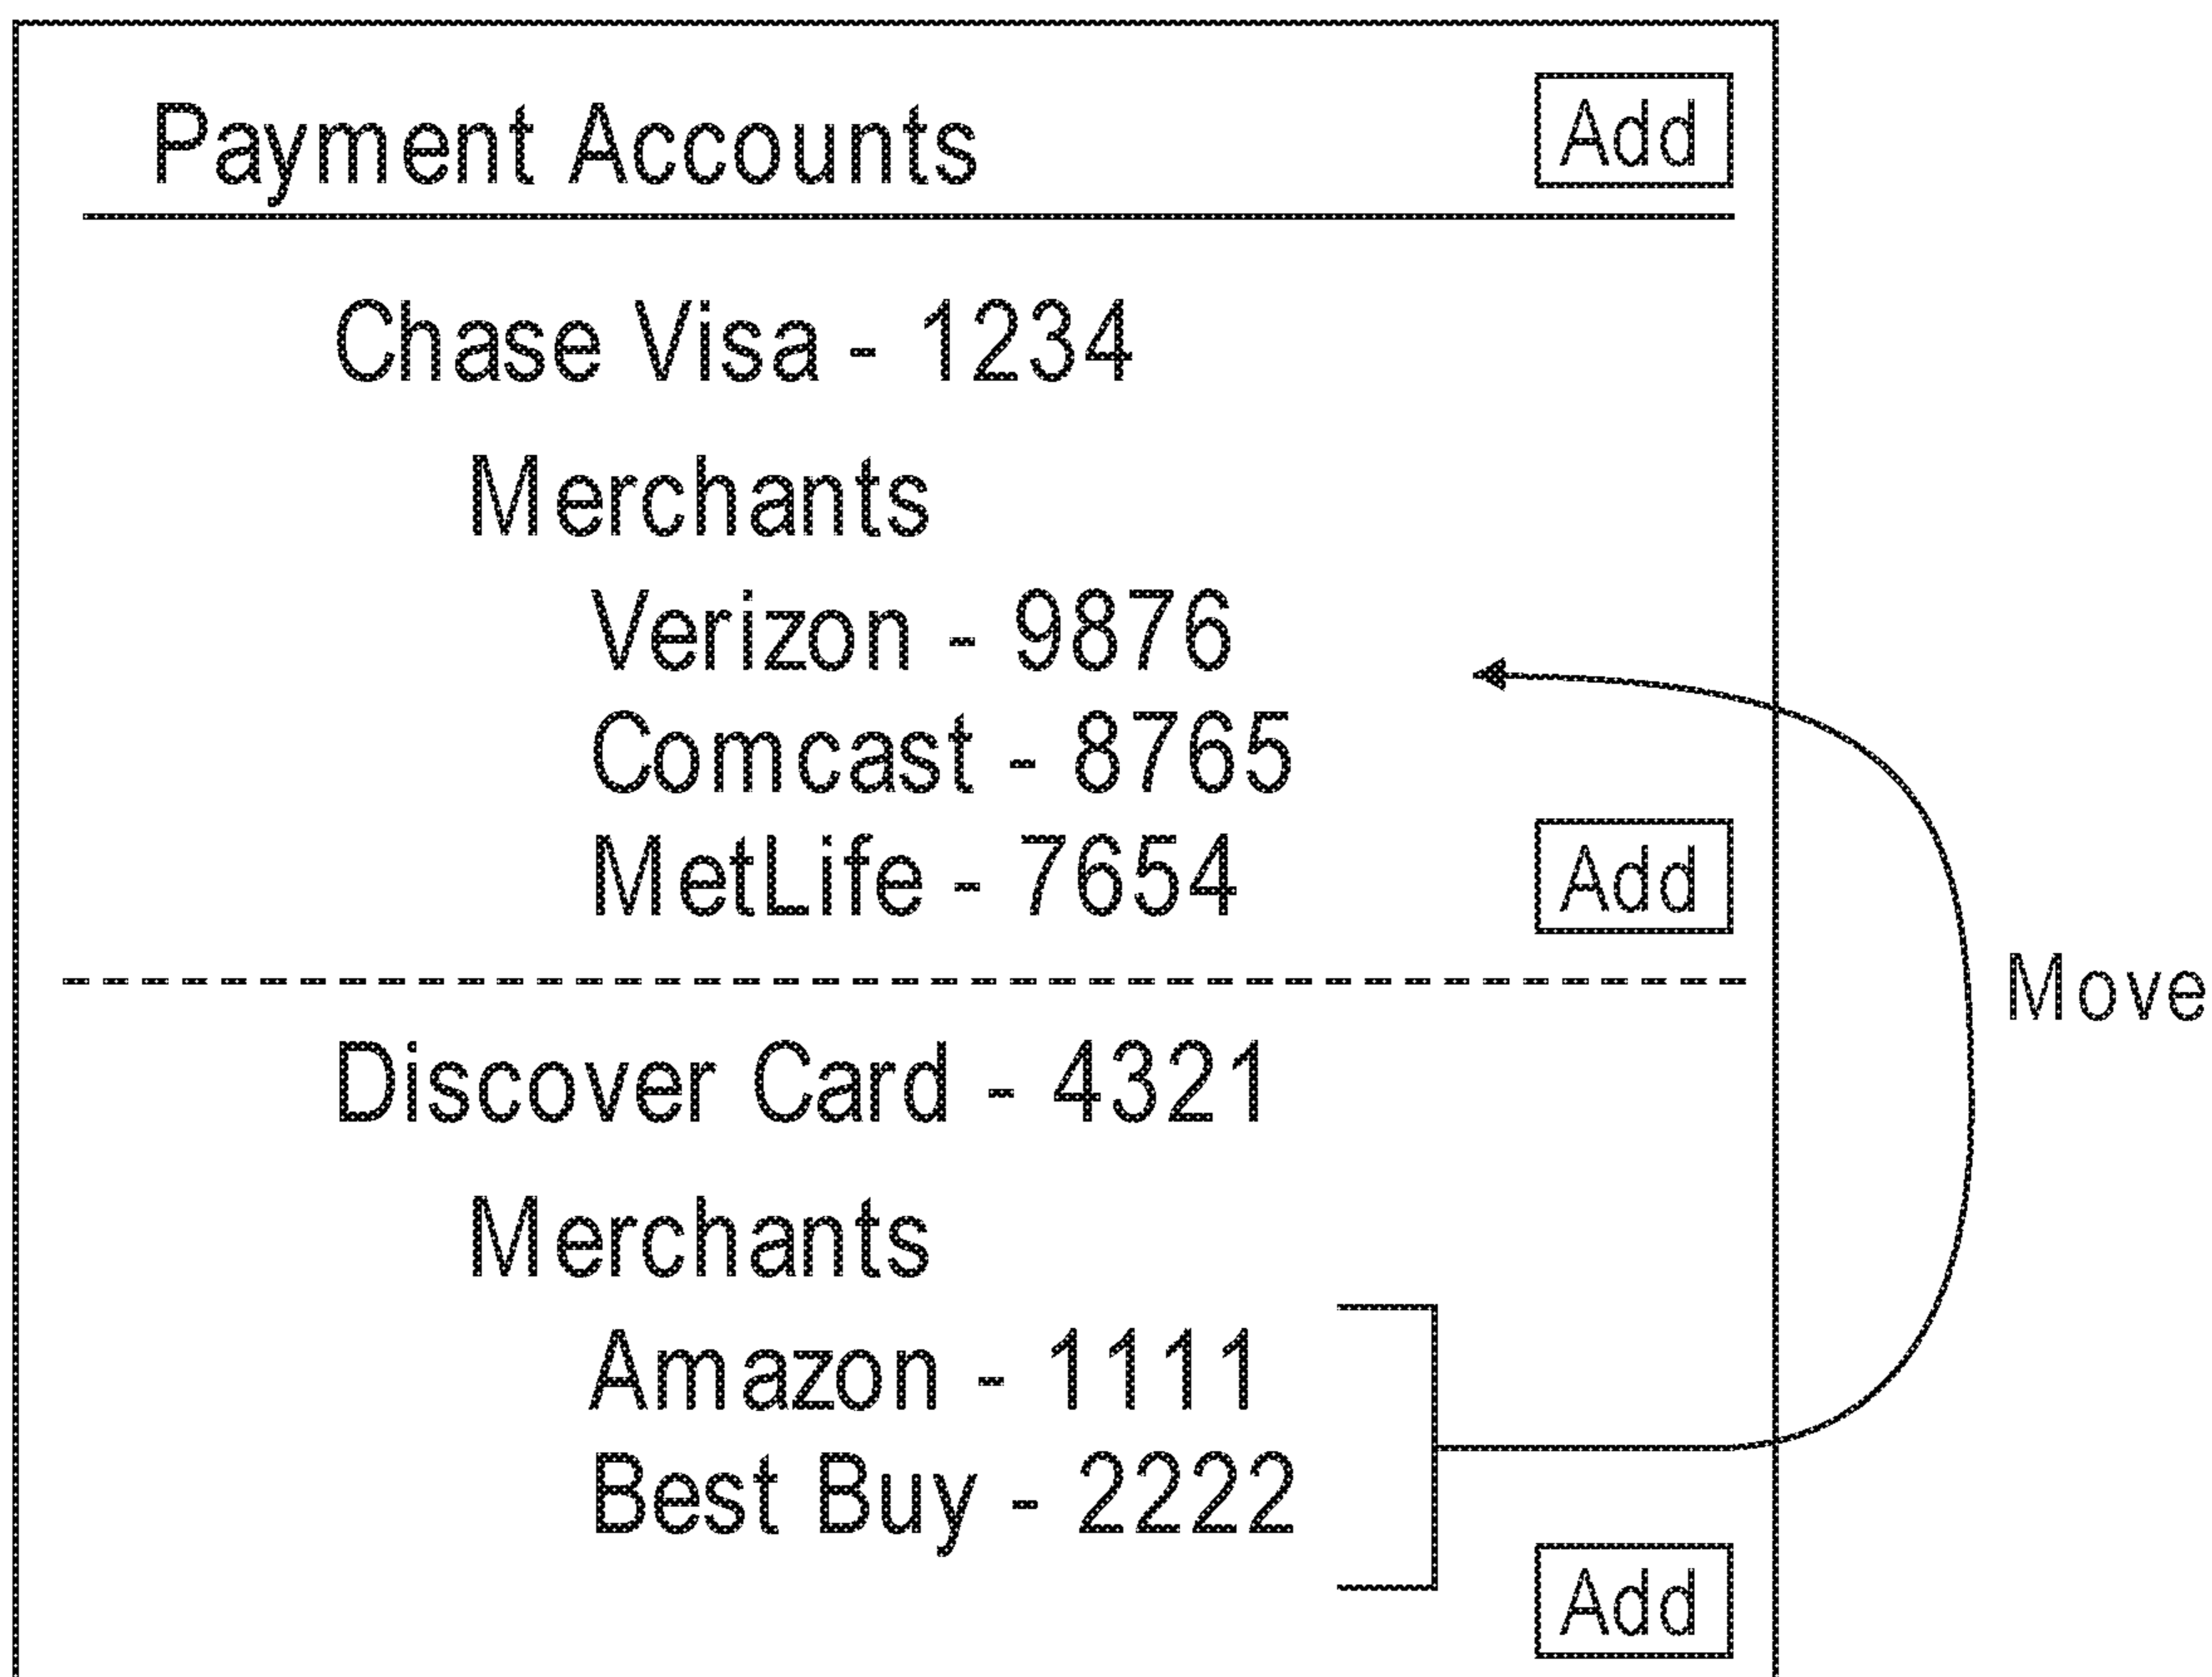 Payment Accounts Add
Chase Visa - 1234
Merchants
Verizon - 9876
Comcast - 8765
MetLife - 7654 Add
Move
Discover Card - 4321
Merchants
Amazon - 1111
Best Buy - 2222
Add